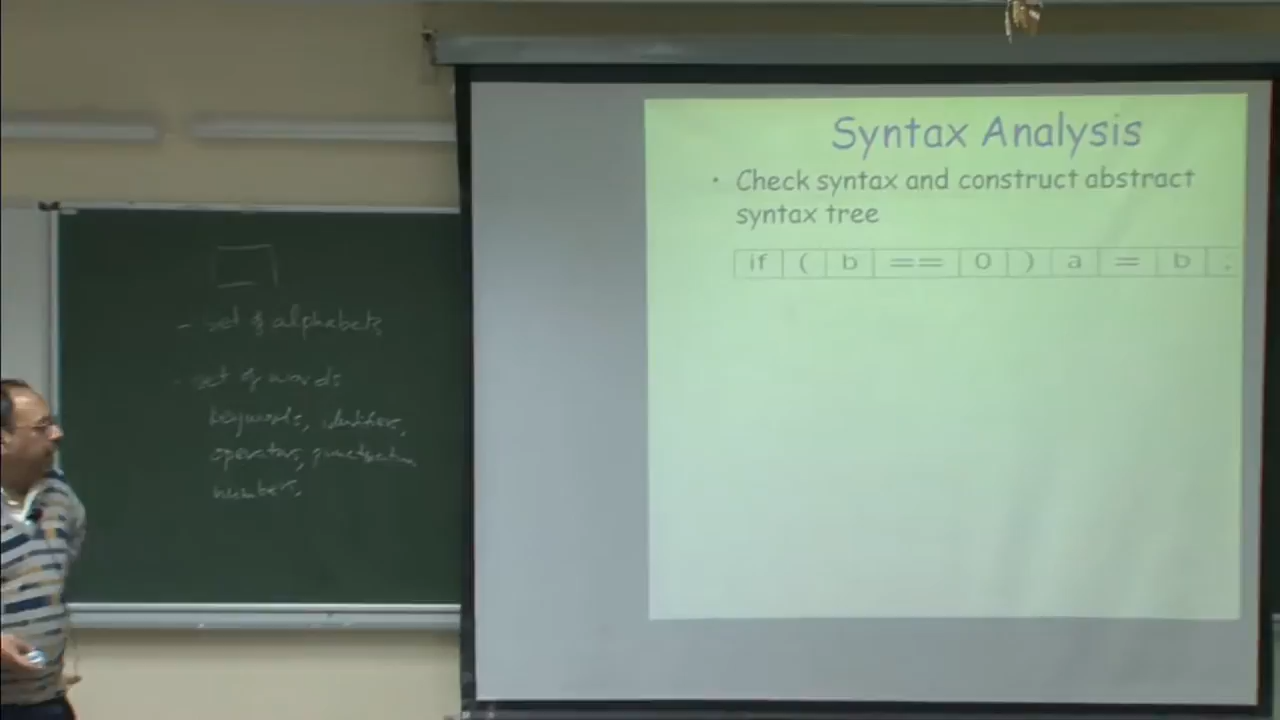 Syntax Analysis
• Check syntax and construct abstract
syntax tree
if ( b == 0 ) a = b
- set of alphabets
- set of words
keywords, identifiers,
operators, punctuation
numbers,